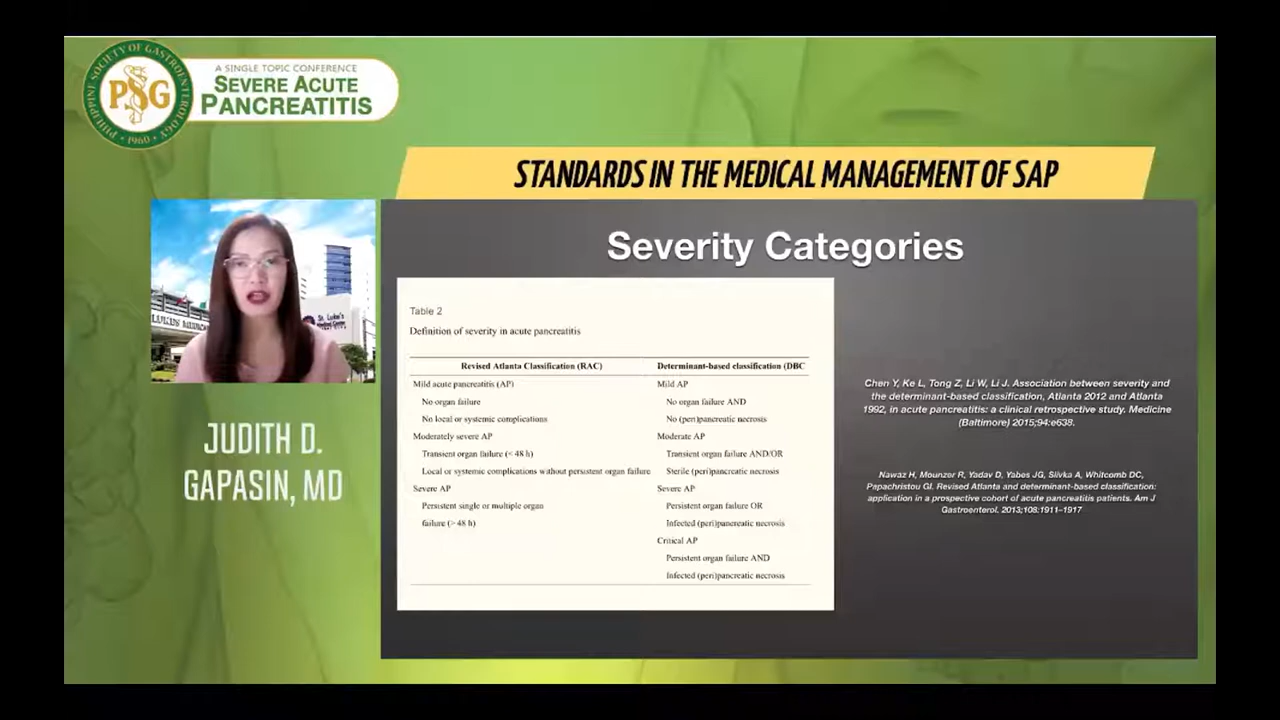 PHILIPPINE SOCIETY OF GASTROENTEROLOGY
PSG
• 1960 •
A SINGLE TOPIC CONFERENCE
SEVERE ACUTE
PANCREATITIS
STANDARDS IN THE MEDICAL MANAGEMENT OF SAP
Severity Categories
Table 2
Definition of severity in acute pancreatitis
Revised Atlanta Classification (RAC) Determinant-based classification (DBC
Mild acute pancreatitis (AP) Mild AP
No organ failure No organ failure AND
No local or systemic complications No (peri)pancreatic necrosis
Moderately severe AP Moderate AP
Transient organ failure (< 48 h) Transient organ failure AND/OR
Local or systemic complications without persistent organ failure Sterile (peri)pancreatic necrosis
Severe AP Severe AP
Persistent single or multiple organ Persistent organ failure OR
failure (> 48 h) Infected (peri)pancreatic necrosis
Critical AP
Persistent organ failure AND
Infected (peri)pancreatic necrosis
Chen Y, Ke L, Tong Z, Li W, Li J. Association between severity and
the determinant-based classification, Atlanta 2012 and Atlanta
1992, in acute pancreatitis: a clinical retrospective study. Medicine
(Baltimore) 2015;94:e638.
Nawaz H, Mounzer R, Yadav D, Yabes JG, Slivka A, Whitcomb DC,
Papachristou GI. Revised Atlanta and determinant-based classification:
application in a prospective cohort of acute pancreatitis patients. Am J
Gastroenterol. 2013;108:1911–1917
St. Luke's
JUDITH D.
GAPASIN, MD